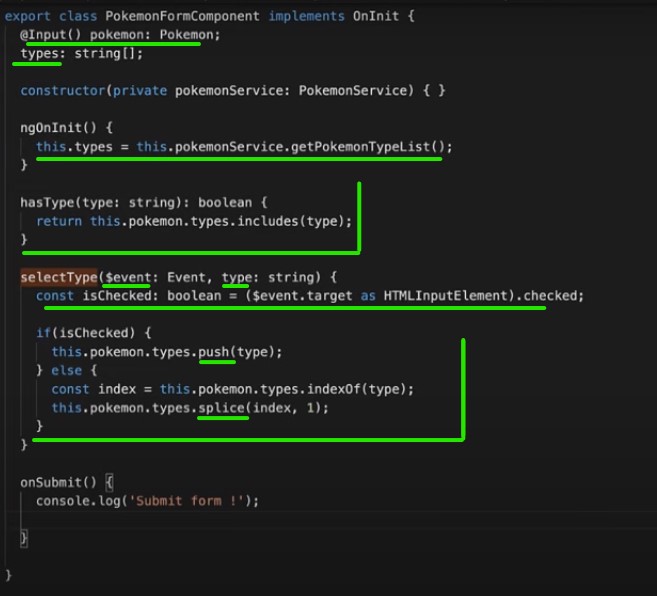 export class PokemonFormComponent implements OnInit {
@Input() pokemon: Pokemon;
types: string[];
constructor(private pokemonService: PokemonService) { }
ngOnInit() {
this.types = this.pokemonService.getPokemonTypeList();
}
hasType(type: string): boolean {
return this.pokemon.types.includes(type);
}
selectType($event: Event, type: string) {
const isChecked: boolean = ($event.target as HTMLInputElement).checked;
if(isChecked) {
this.pokemon.types.push(type);
} else {
const index = this.pokemon.types.indexOf(type);
this.pokemon.types.splice(index, 1);
}
}
onSubmit() {
console.log('Submit form !');
}
}